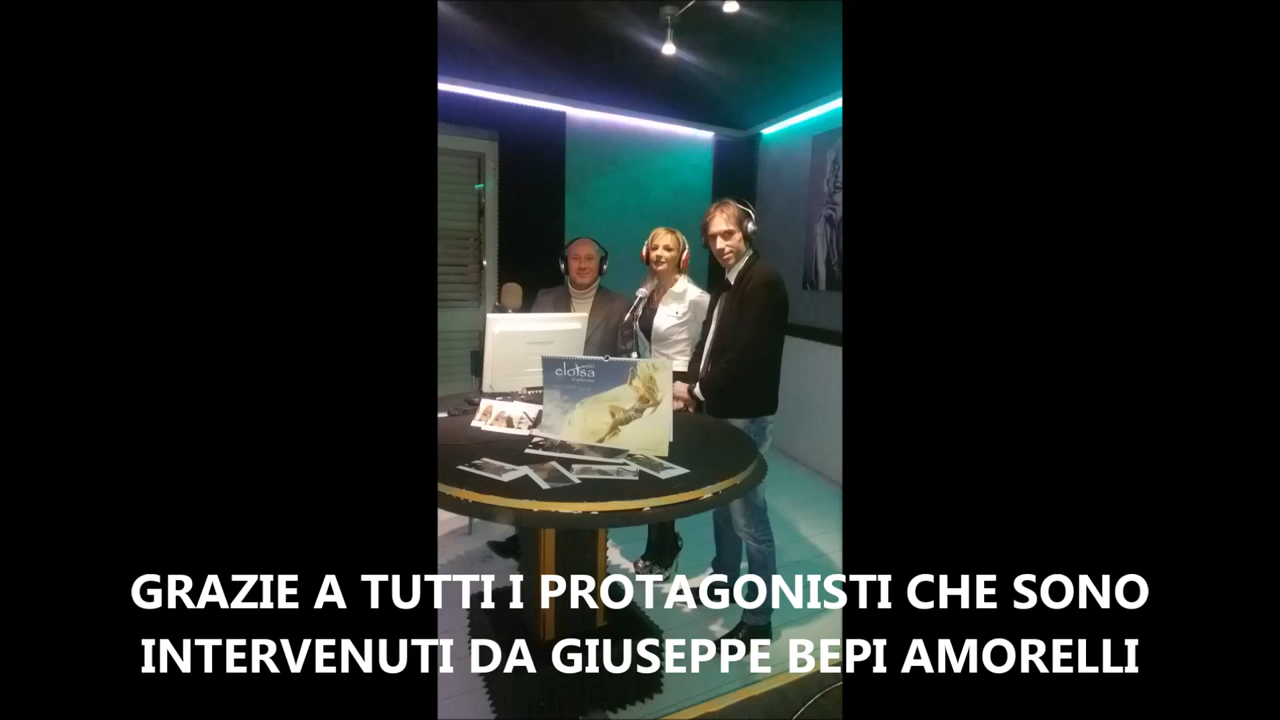 eloisa
GRAZIE A TUTTI I PROTAGONISTI CHE SONO
INTERVENUTI DA GIUSEPPE BEPI AMORELLI